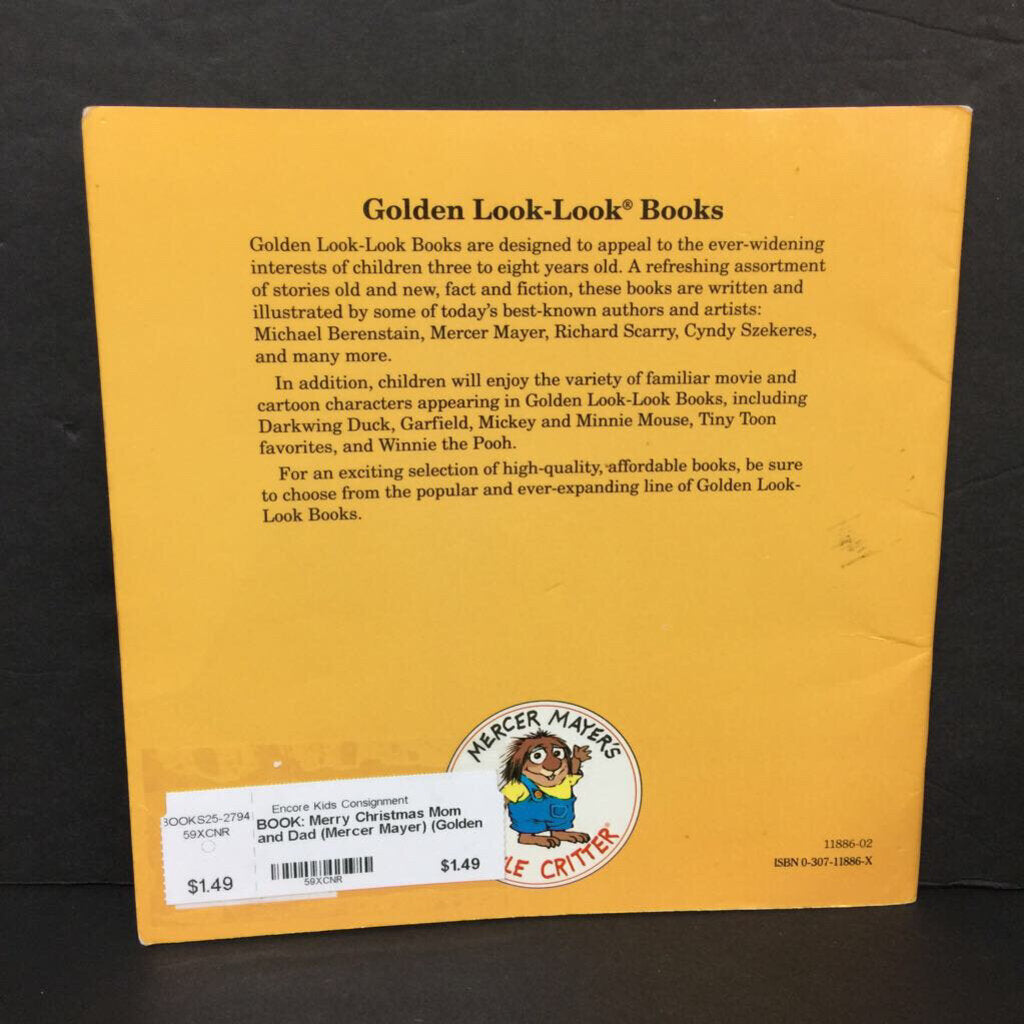 Golden Look-Look® Books
Golden Look-Look Books are designed to appeal to the ever-widening
interests of children three to eight years old. A refreshing assortment
of stories old and new, fact and fiction, these books are written and
illustrated by some of today's best-known authors and artists:
Michael Berenstain, Mercer Mayer, Richard Scarry, Cyndy Szekeres,
and many more.
In addition, children will enjoy the variety of familiar movie and
cartoon characters appearing in Golden Look-Look Books, including
Darkwing Duck, Garfield, Mickey and Minnie Mouse, Tiny Toon
favorites, and Winnie the Pooh.
For an exciting selection of high-quality, affordable books, be sure
to choose from the popular and ever-expanding line of Golden Look-
Look Books.
MERCER MAYER'S
LE CRITTER®
BOOKS25-2794
59XCNR
$1.49
Encore Kids Consignment
BOOK: Merry Christmas Mom
and Dad (Mercer Mayer) (Golden
59XCNR
$1.49
11886-02
ISBN 0-307-11886-X